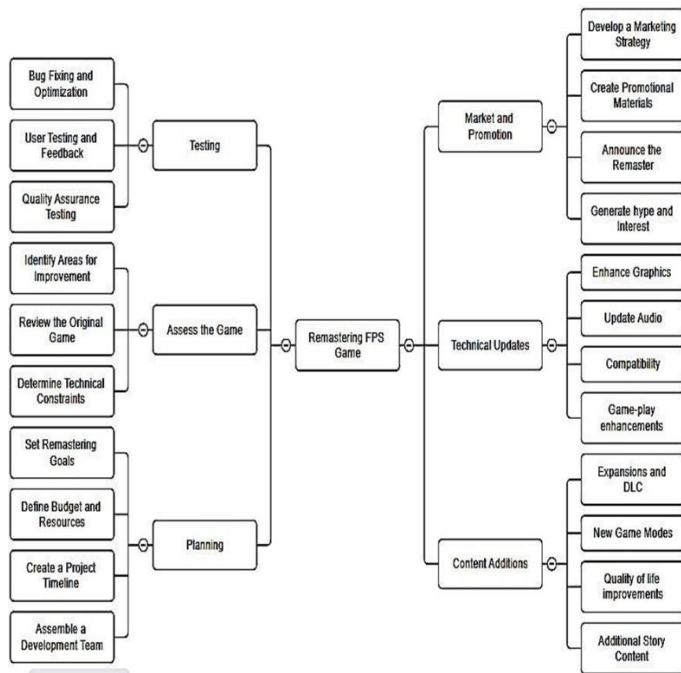 Bug Fixing and
Optimization
User Testing and
Feedback
Quality Assurance
Testing
Testing
Identify Areas for
Improvement
Review the Original
Game
Determine Technical
Constraints
Assess the Game
Set Remastering
Goals
Define Budget and
Resources
Create a Project
Timeline
Assemble a
Development Team
Planning
Remastering FPS
Game
Market and
Promotion
Develop a Marketing
Strategy
Create Promotional
Materials
Announce the
Remaster
Generate hype and
Interest
Technical Updates
Enhance Graphics
Update Audio
Compatibility
Game-play
enhancements
Content Additions
Expansions and
DLC
New Game Modes
Quality of life
improvements
Additional Story
Content